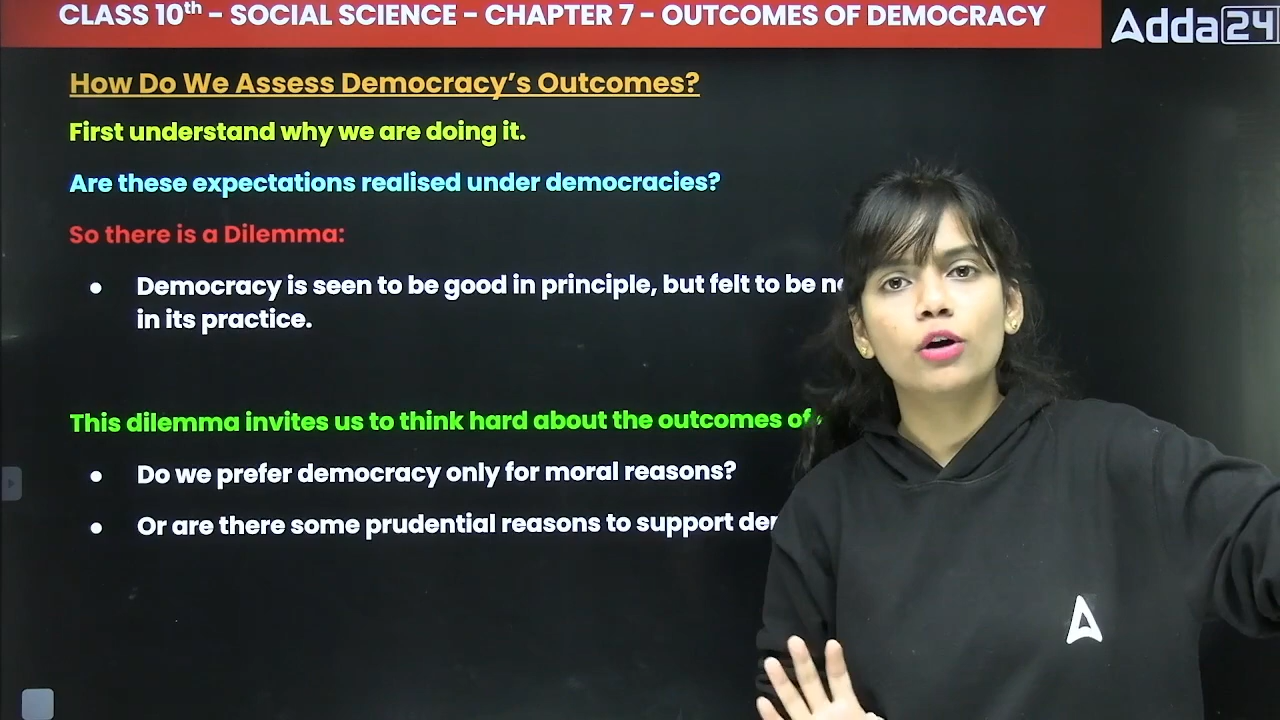 CLASS 10th - SOCIAL SCIENCE - CHAPTER 7 - OUTCOMES OF DEMOCRACY
Adda247
How Do We Assess Democracy's Outcomes?
First understand why we are doing it.
Are these expectations realised under democracies?
So there is a Dilemma:
● Democracy is seen to be good in principle, but felt to be
in its practice.
This dilemma invites us to think hard about the outcomes of
● Do we prefer democracy only for moral reasons?
● Or are there some prudential reasons to support